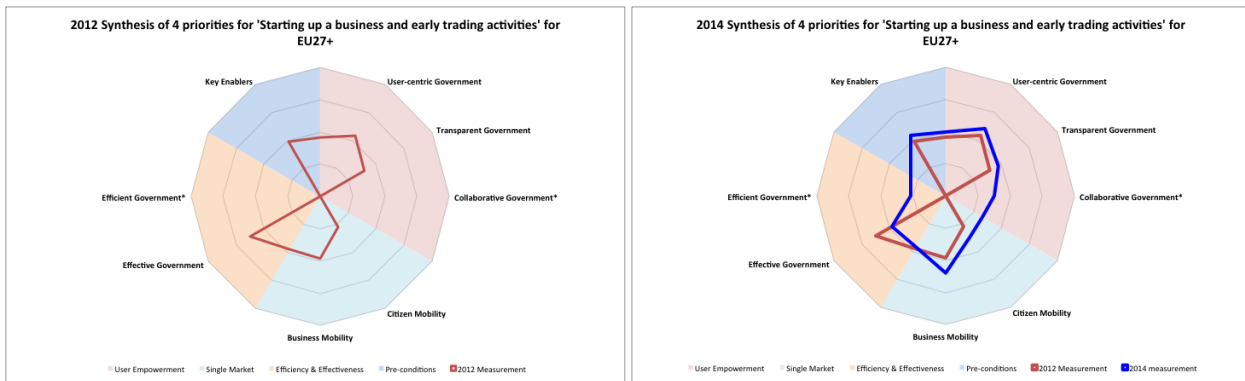 2012 Synthesis of 4 priorities for 'Starting up a business and early trading activities' for
EU27+
Key Enablers
User-centric Government
Transparent Government
Efficient Government*
Collaborative Government*
Effective Government
Citizen Mobility
Business Mobility
User Empowerment
Single Market
Efficiency & Effectiveness
Pre-conditions
2012 Measurement
2014 Synthesis of 4 priorities for 'Starting up a business and early trading activities' for
EU27+
Key Enablers
User-centric Government
Transparent Government
Efficient Government*
Collaborative Government*
Effective Government
Citizen Mobility
Business Mobility
User Empowerment
Single Market
Efficiency & Effectiveness
Pre-conditions
2012 Measurement
2014 measurement